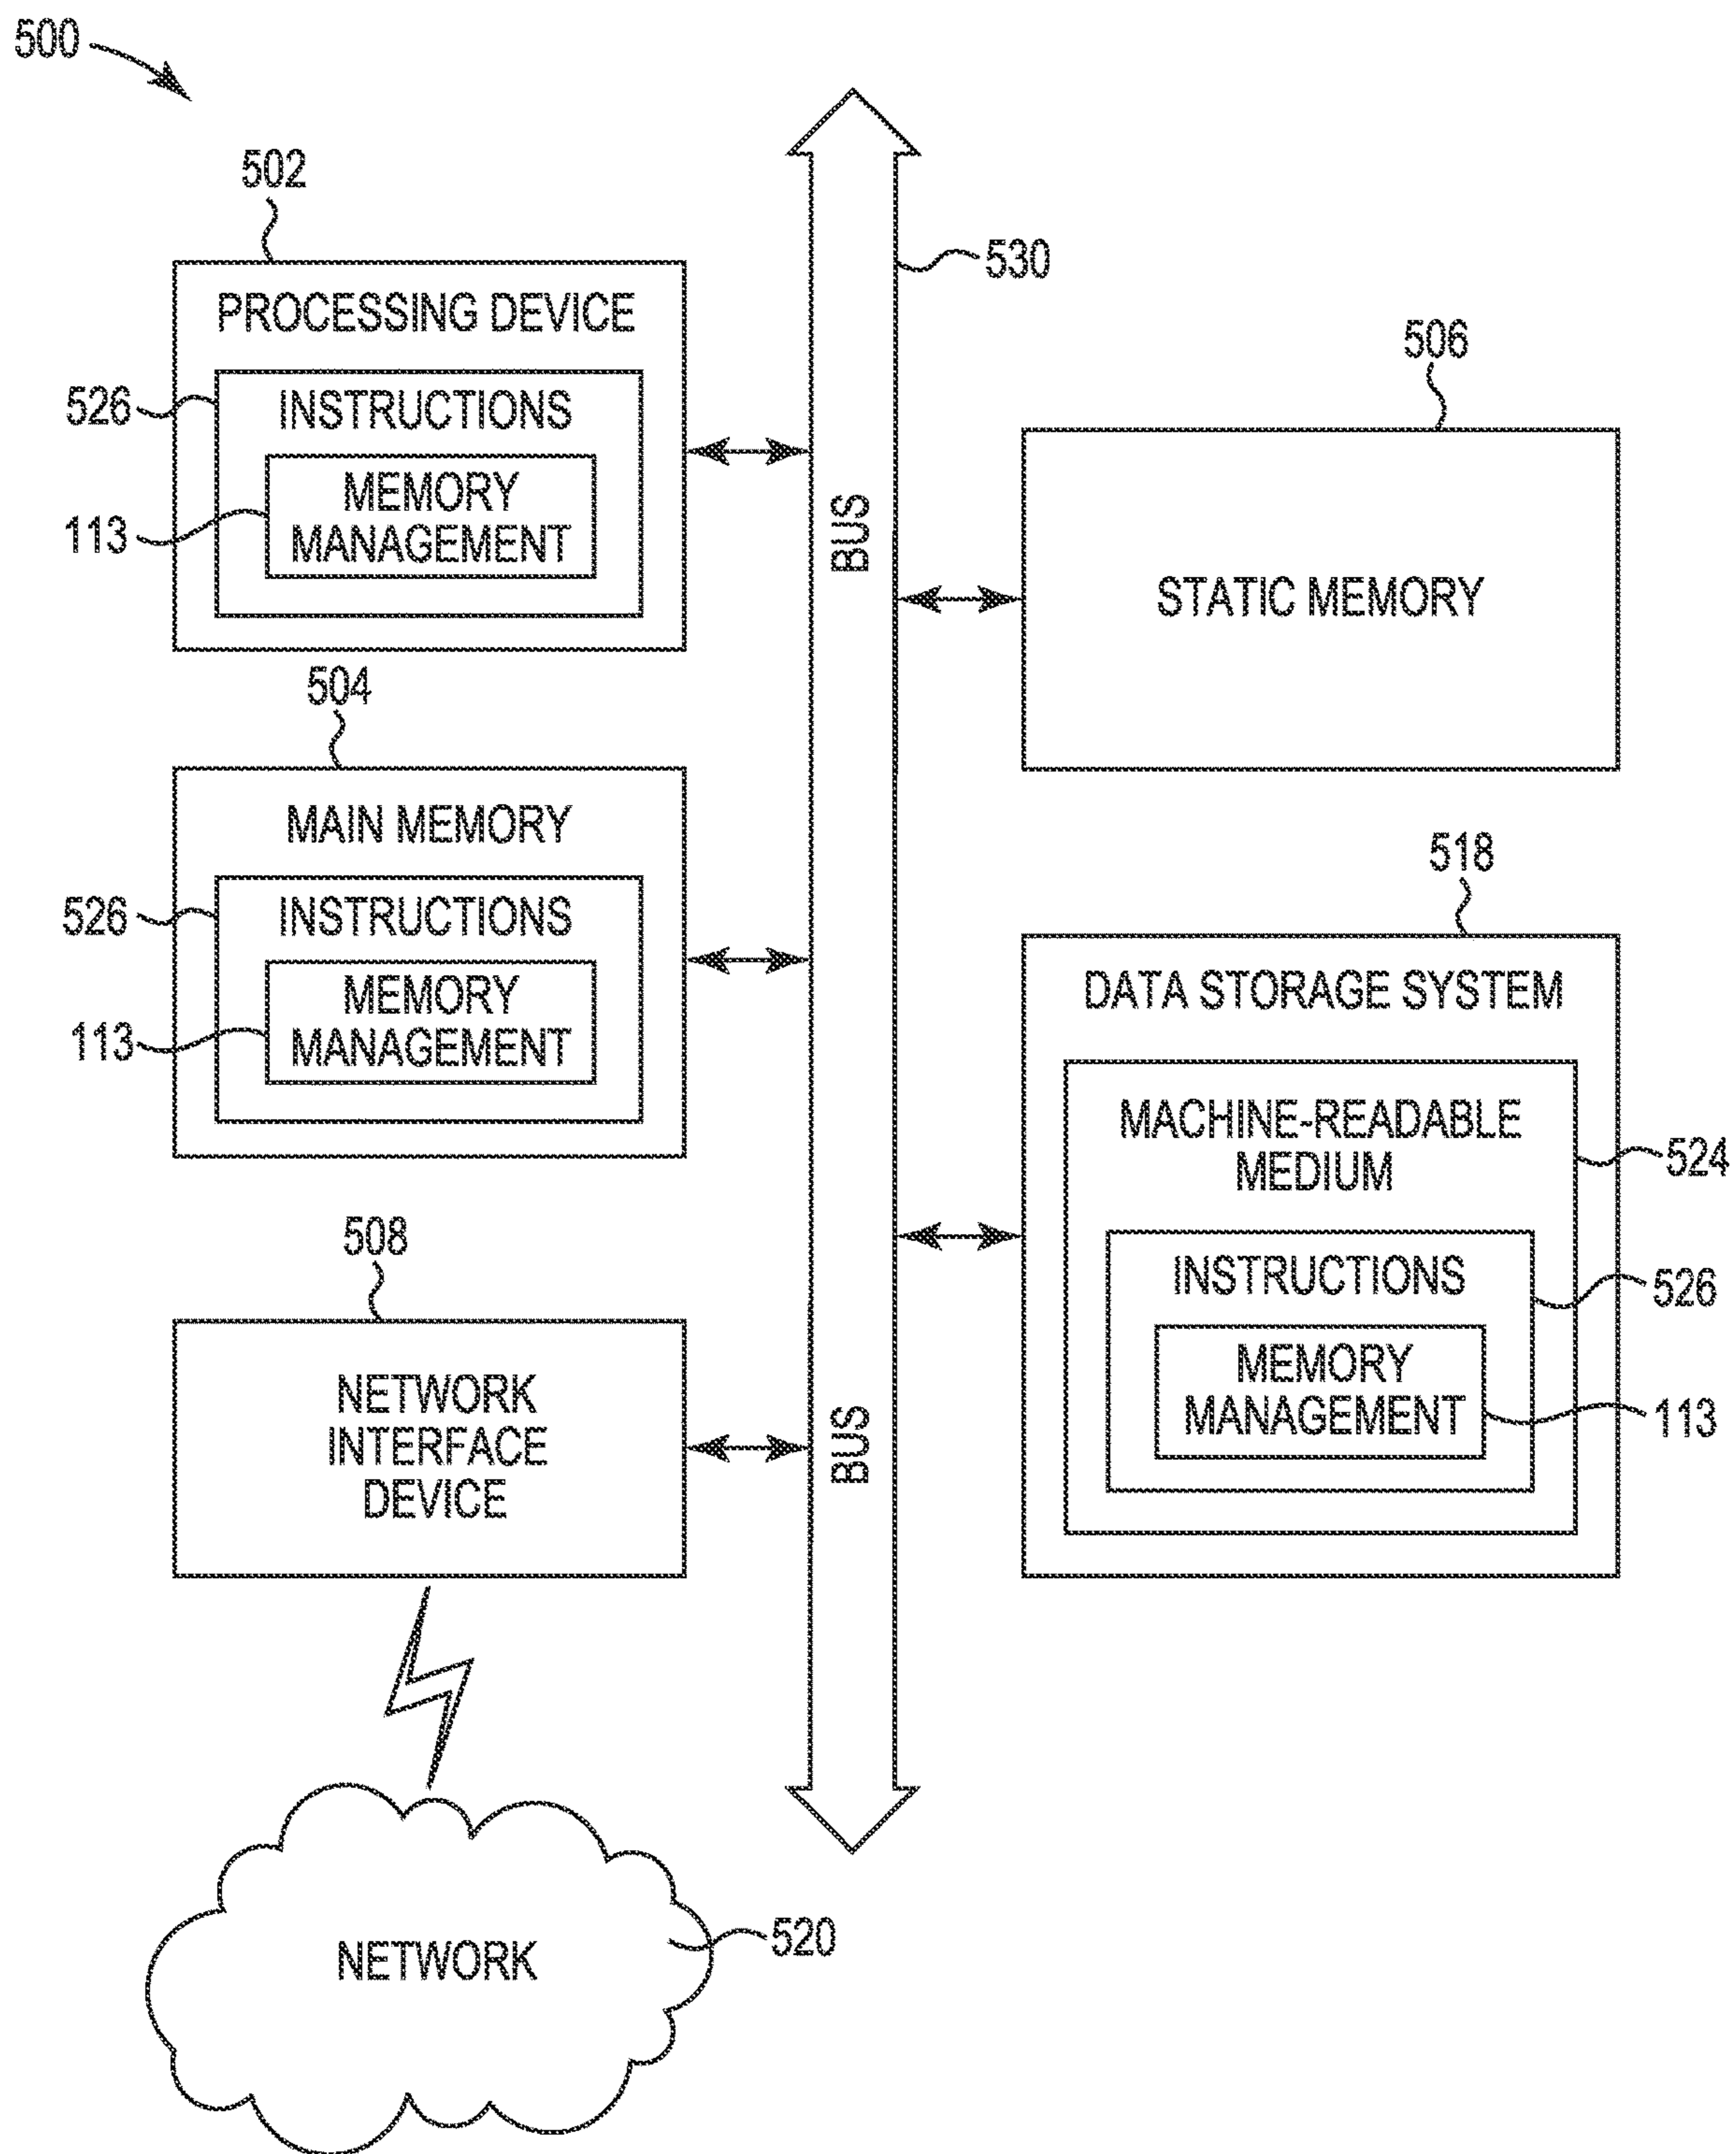 500
502
PROCESSING DEVICE
526
INSTRUCTIONS
113
MEMORY
MANAGEMENT
504
MAIN MEMORY
526
INSTRUCTIONS
113
MEMORY
MANAGEMENT
508
NETWORK
INTERFACE
DEVICE
NETWORK
520
BUS
BUS
530
506
STATIC MEMORY
518
DATA STORAGE SYSTEM
MACHINE-READABLE
MEDIUM
524
INSTRUCTIONS
526
MEMORY
MANAGEMENT
113